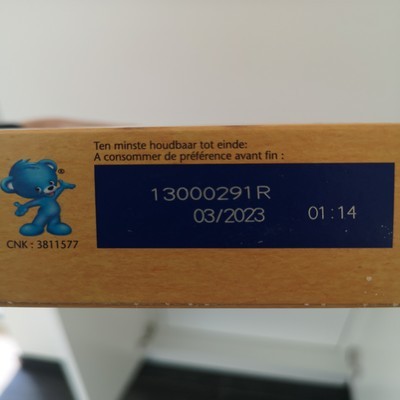 Ten minste houdbaar tot einde:
A consommer de préférence avant fin :
13000291R
03/2023 01:14
®
CNK : 3811577